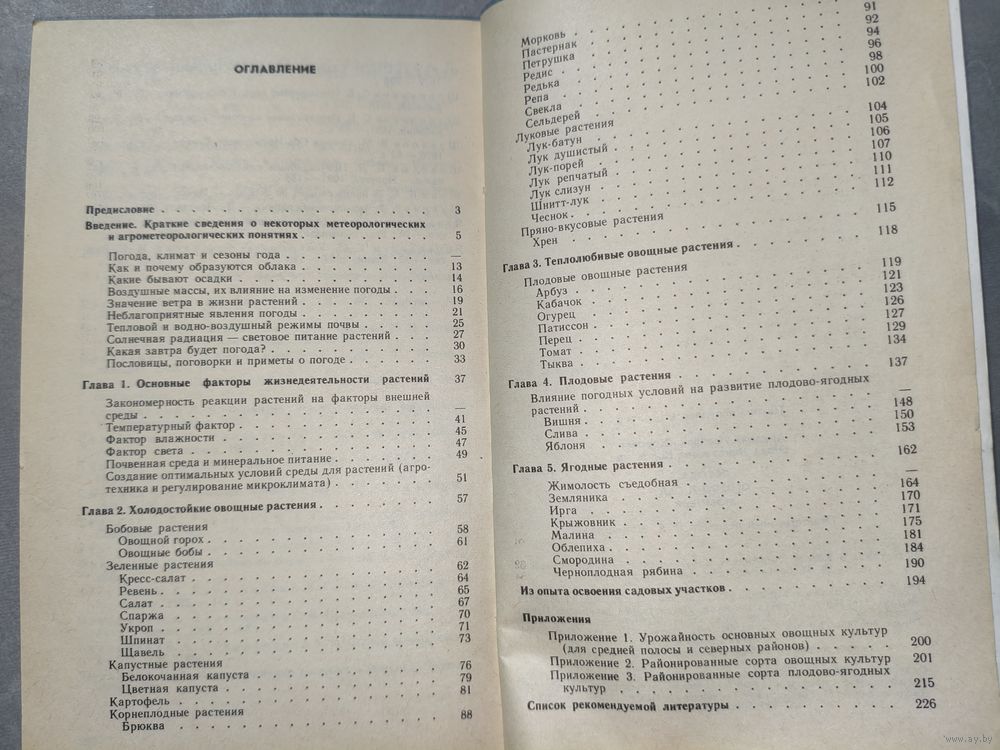 ОГЛАВЛЕНИЕ
Предисловие 3
Введение. Краткие сведения о некоторых метеорологических
и агрометеорологических понятиях 5
Погода, климат и сезоны года —
Как и почему образуются облака 13
Какие бывают осадки 14
Воздушные массы, их влияние на изменение погоды 16
Значение ветра в жизни растений 19
Неблагоприятные явления погоды 21
Тепловой и водно-воздушный режимы почвы 25
Солнечная радиация — световое питание растений 27
Какая завтра будет погода? 30
Пословицы, поговорки и приметы о погоде 33
Глава 1. Основные факторы жизнедеятельности растений 37
Закономерность реакции растений на факторы внешней
среды —
Температурный фактор 41
Фактор влажности 45
Фактор света 47
Почвенная среда и минеральное питание 49
Создание оптимальных условий среды для растений (агро-
техника и регулирование микроклимата) 51
Глава 2. Холодостойкие овощные растения 57
Бобовые растения
Овощной горох 58
Овощные бобы 61
Зеленные растения
Кресс-салат 62
Ревень 64
Салат 65
Спаржа 67
Укроп 70
Шпинат 71
Щавель 73
Капустные растения
Белокочанная капуста 76
Цветная капуста 79
Картофель 81
Корнеплодные растения
Брюква 88
Морковь 91
Пастернак 92
Петрушка 94
Редис 96
Редька 98
Репа 100
Свекла 102
Сельдерей
Луковые растения 104
Лук-батун 105
Лук душистый 106
Лук-порей 107
Лук репчатый 110
Лук слизун 111
Шнитт-лук 112
Чеснок
Пряно-вкусовые растения 115
Хрен
Глава 3. Теплолюбивые овощные растения 118
Плодовые овощные растения
Арбуз 119
Кабачок 121
Огурец 123
Патиссон 126
Перец 127
Томат 129
Тыква 134
Глава 4. Плодовые растения 137
Влияние погодных условий на развитие плодово-ягодных
растений —
Вишня 148
Слива 150
Яблоня 153
Глава 5. Ягодные растения 162
Жимолость съедобная —
Земляника 164
Ирга 170
Крыжовник 171
Малина 175
Облепиха 181
Смородина 184
Черноплодная рябина 190
Из опыта освоения садовых участков 194
Приложения
Приложение 1. Урожайность основных овощных культур
(для средней полосы и северных районов) 200
Приложение 2. Районированные сорта овощных культур 201
Приложение 3. Районированные сорта плодово-ягодных
культур 215
Список рекомендуемой литературы 226
www.ay.by